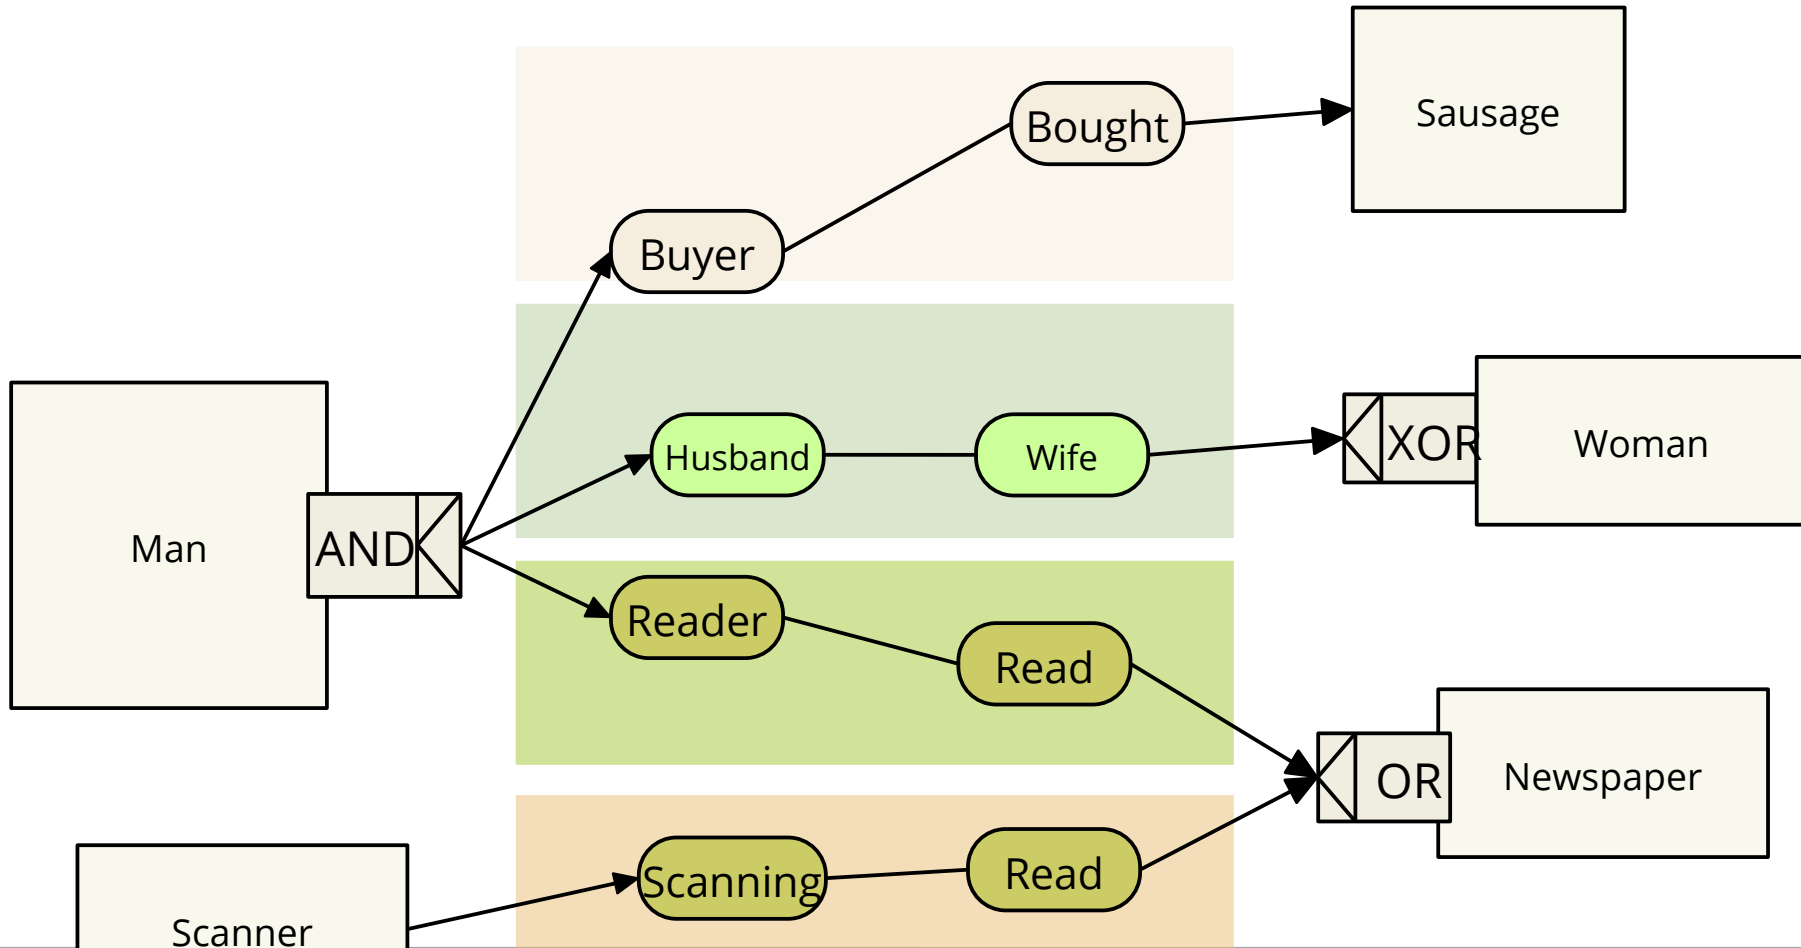 Sausage
Bought
Buyer
Husband
Wife
XOR
Woman
Man
AND
Reader
Read
OR
Newspaper
Scanning
Read
Scanner